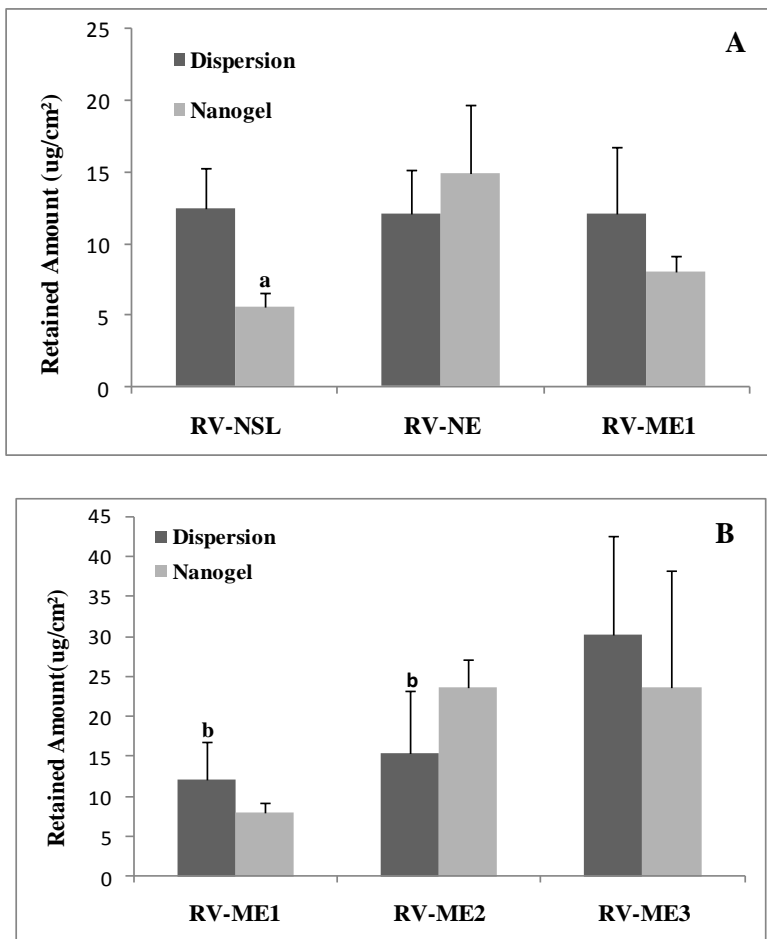 A
Dispersion
Nanogel
Retained Amount (ug/cm²)
25
20
15
10
5
0
a
RV-NSL RV-NE RV-ME1
B
Dispersion
Nanogel
Retained Amount(ug/cm²)
45
40
35
30
25
20
15
10
5
0
b
b
RV-ME1 RV-ME2 RV-ME3